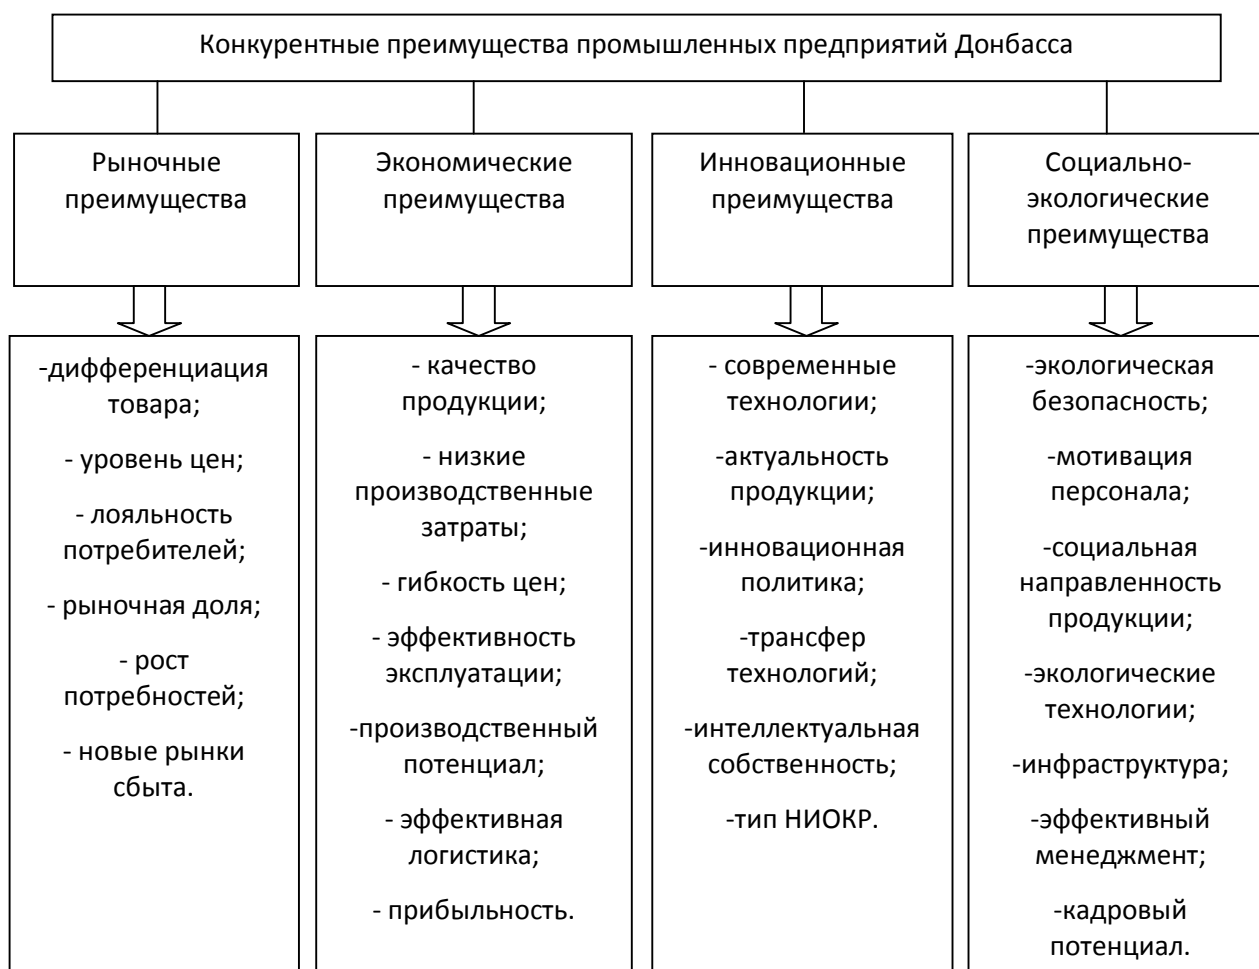 Конкурентные преимущества промышленных предприятий Донбасса
Рыночные
преимущества
Экономические
преимущества
Инновационные
преимущества
Социально-
экологические
преимущества
-дифференциация
товара;
- уровень цен;
- лояльность
потребителей;
- рыночная доля;
- рост
потребностей;
- новые рынки
сбыта.
- качество
продукции;
- низкие
производственные
затраты;
- гибкость цен;
- эффективность
эксплуатации;
-производственный
потенциал;
- эффективная
логистика;
- прибыльность.
- современные
технологии;
-актуальность
продукции;
-инновационная
политика;
-трансфер
технологий;
-интеллектуальная
собственность;
-тип НИОКР.
-экологическая
безопасность;
-мотивация
персонала;
-социальная
направленность
продукции;
-экологические
технологии;
-инфраструктура;
-эффективный
менеджмент;
-кадровый
потенциал.